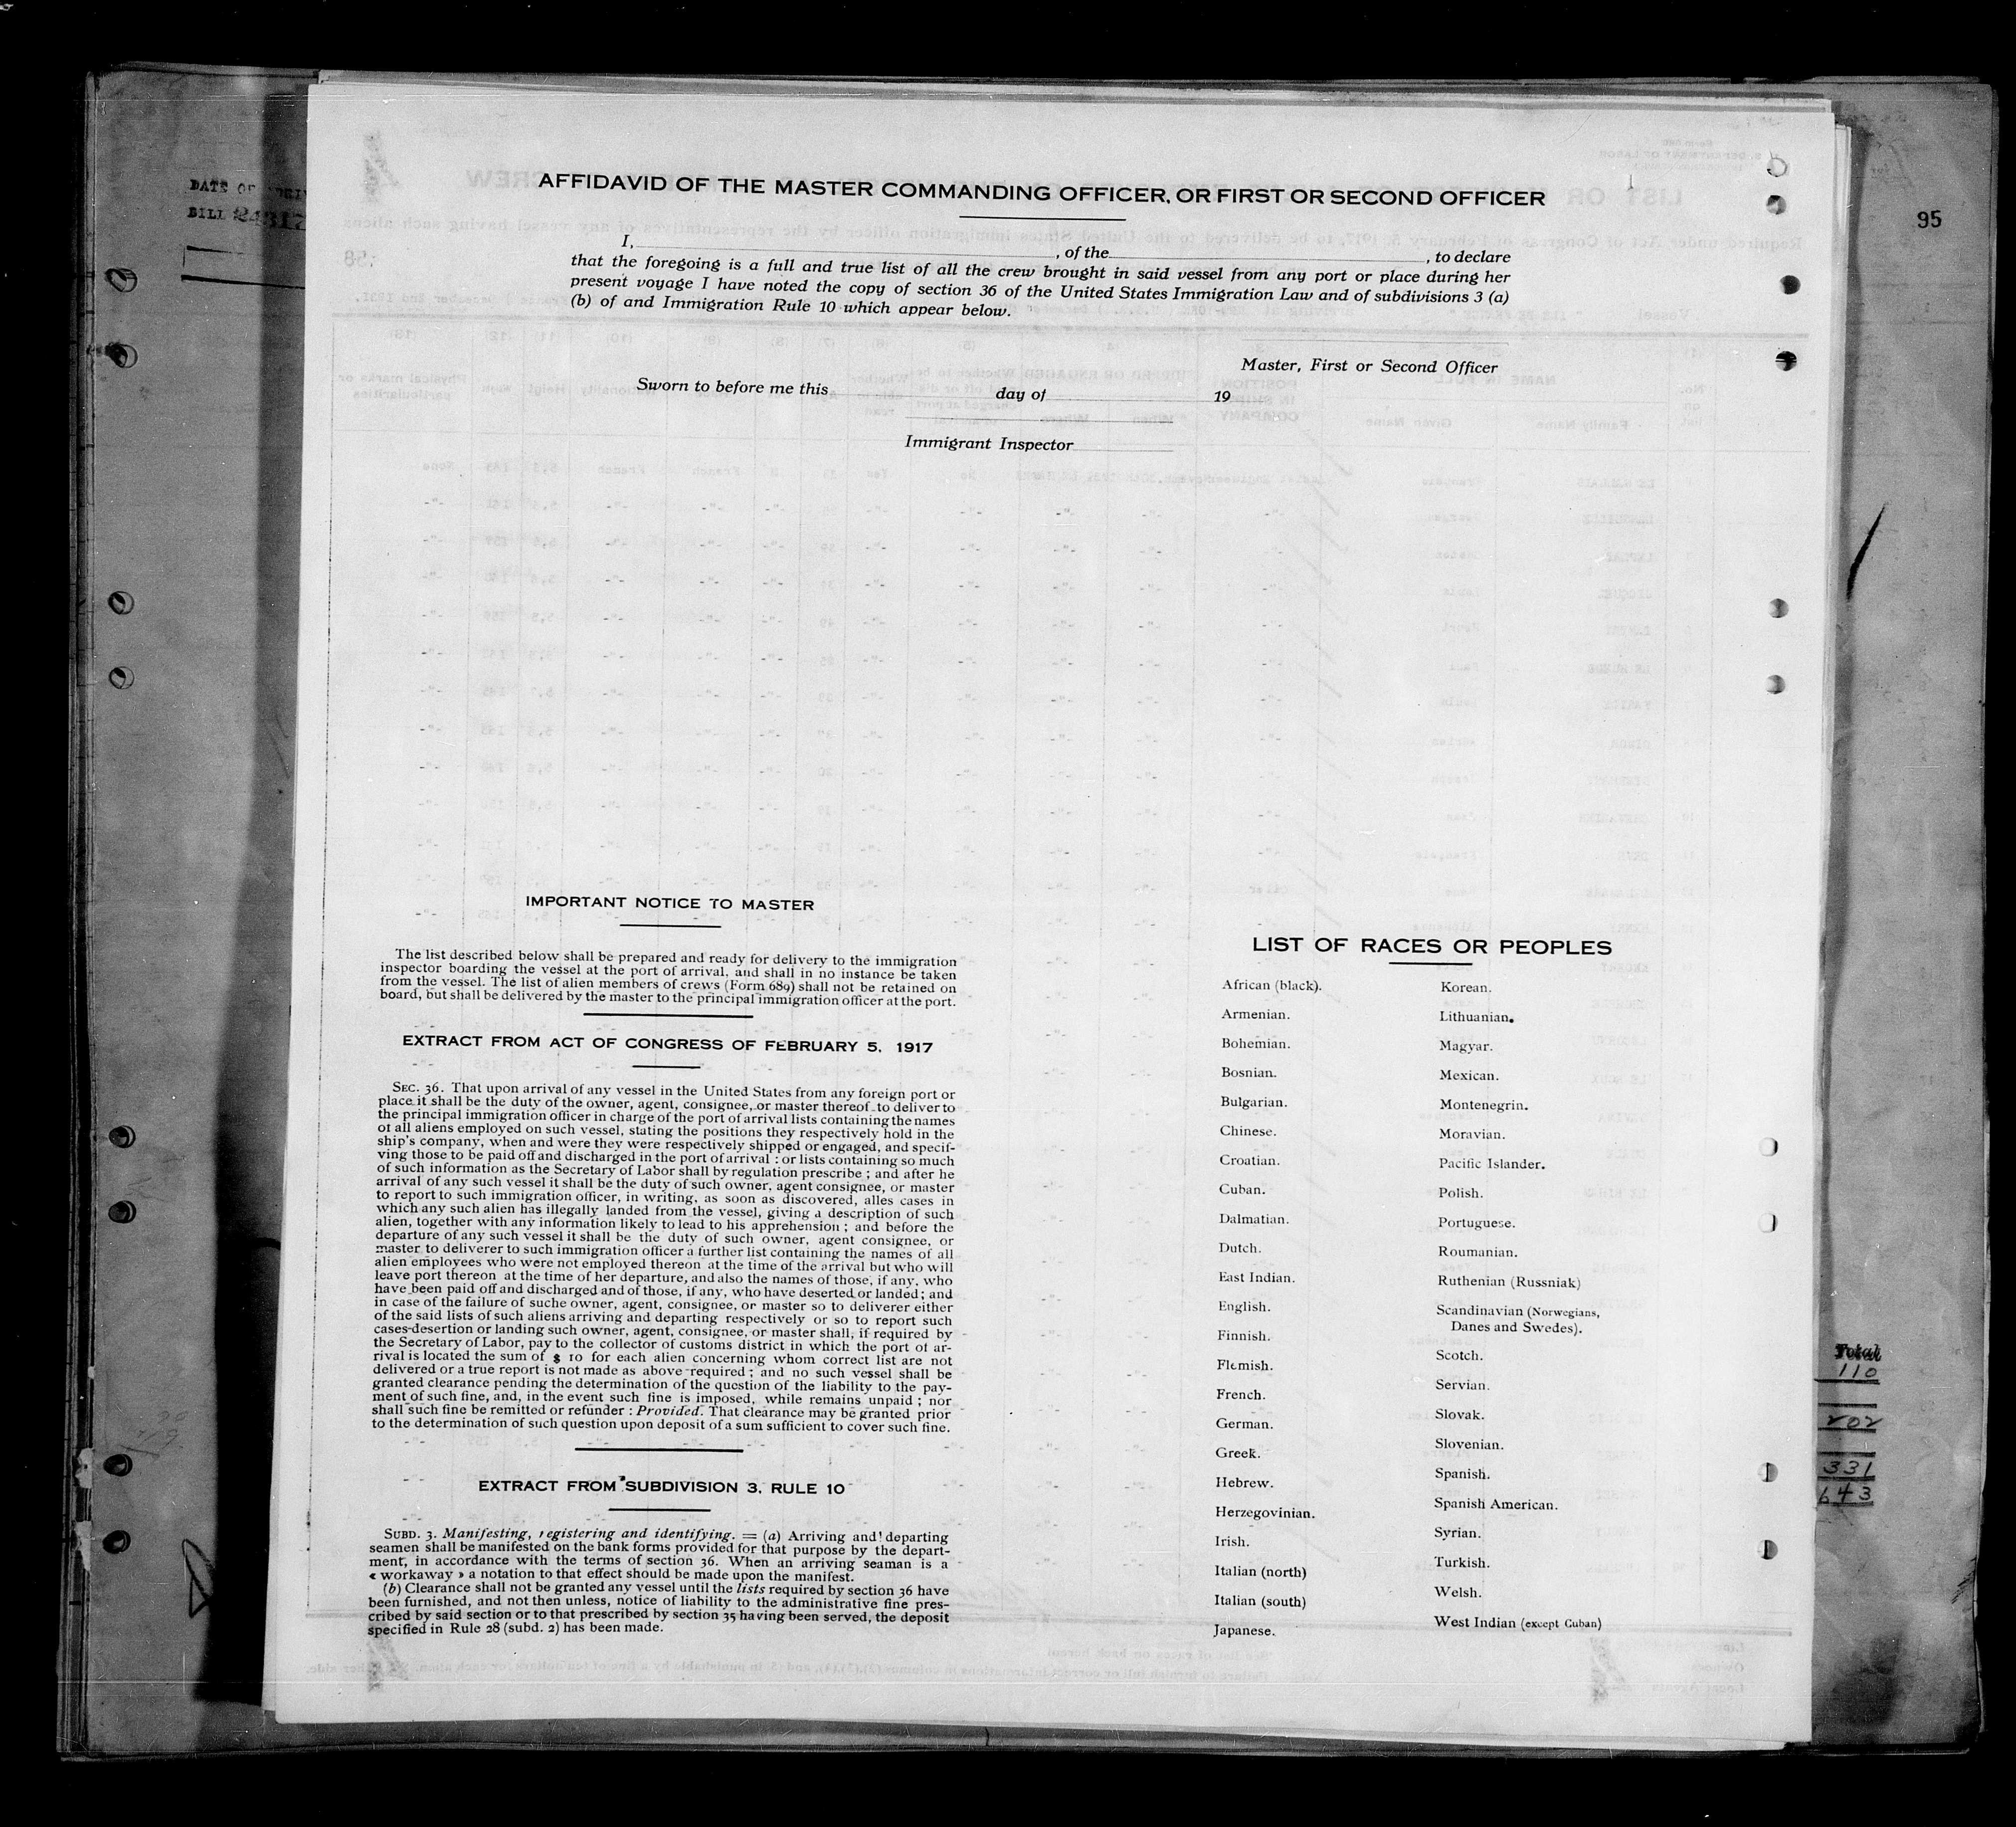 AFFIDAVID OF THE MASTER COMMANDING OFFICER, OR FIRST OR SECOND OFFICER
I, , of the , to declare
that the foregoing is a full and true list of all the crew brought in said vessel from any port or place during her
present voyage I have noted the copy of section 36 of the United States Immigration Law and of subdivisions 3 (a)
(b) of and Immigration Rule 10 which appear below.
Master, First or Second Officer
Sworn to before me this day of 19
Immigrant Inspector
IMPORTANT NOTICE TO MASTER
The list described below shall be prepared and ready for delivery to the immigration
inspector boarding the vessel at the port of arrival, and shall in no instance be taken
from the vessel. The list of alien members of crews (Form 689) shall not be retained on
board, but shall be delivered by the master to the principal immigration officer at the port.
EXTRACT FROM ACT OF CONGRESS OF FEBRUARY 5, 1917
SEC. 36. That upon arrival of any vessel in the United States from any foreign port or
place it shall be the duty of the owner, agent, consignee, or master thereof to deliver to
the principal immigration officer in charge of the port of arrival lists containing the names
of all aliens employed on such vessel, stating the positions they respectively hold in the
ship's company, when and were they were respectively shipped or engaged, and specif-
ving those to be paid off and discharged in the port of arrival : or lists containing so much
of such information as the Secretary of Labor shall by regulation prescribe ; and after he
arrival of any such vessel it shall be the duty of such owner, agent consignee, or master
to report to such immigration officer, in writing, as soon as discovered, alles cases in
which any such alien has illegally landed from the vessel, giving a description of such
alien, together with any information likely to lead to his apprehension ; and before the
departure of any such vessel it shall be the duty of such owner, agent consignee, or
master to deliverer to such immigration officer a further list containing the names of all
alien employees who were not employed thereon at the time of the arrival but who will
leave port thereon at the time of her departure, and also the names of those, if any, who
have been paid off and discharged and of those, if any, who have deserted or landed ; and
in case of the failure of suche owner, agent, consignee, or master so to deliverer either
of the said lists of such aliens arriving and departing respectively or so to report such
cases desertion or landing such owner, agent, consignee, or master shall, if required by
the Secretary of Labor, pay to the collector of customs district in which the port of ar-
rival is located the sum of $ 10 for each alien concerning whom correct list are not
delivered or a true report is not made as above required ; and no such vessel shall be
granted clearance pending the determination of the question of the liability to the pay-
ment of such fine, and, in the event such fine is imposed, while remains unpaid ; nor
shall such fine be remitted or refunder : Provided. That clearance may be granted prior
to the determination of such question upon deposit of a sum sufficient to cover such fine.
EXTRACT FROM SUBDIVISION 3, RULE 10
SUBD. 3. Manifesting, registering and identifying. = (a) Arriving and departing
seamen shall be manifested on the bank forms provided for that purpose by the depart-
ment, in accordance with the terms of section 36. When an arriving seaman is a
« workaway » a notation to that effect should be made upon the manifest.
(b) Clearance shall not be granted any vessel until the lists required by section 36 have
been furnished, and not then unless, notice of liability to the administrative fine pres-
cribed by said section or to that prescribed by section 35 having been served, the deposit
specified in Rule 28 (subd. 2) has been made.
LIST OF RACES OR PEOPLES
African (black).
Armenian.
Bohemian.
Bosnian.
Bulgarian.
Chinese.
Croatian.
Cuban.
Dalmatian.
Dutch.
East Indian.
English.
Finnish.
Flemish.
French.
German.
Greek.
Hebrew.
Herzegovinian.
Irish.
Italian (north)
Italian (south)
Japanese.
Korean.
Lithuanian.
Magyar.
Mexican.
Montenegrin.
Moravian.
Pacific Islander.
Polish.
Portuguese.
Roumanian.
Ruthenian (Russniak)
Scandinavian (Norwegians,
Danes and Swedes).
Scotch.
Servian.
Slovak.
Slovenian.
Spanish.
Spanish American.
Syrian.
Turkish.
Welsh.
West Indian (except Cuban)
DATE OF
BILL
95
Total
110
202
331
643